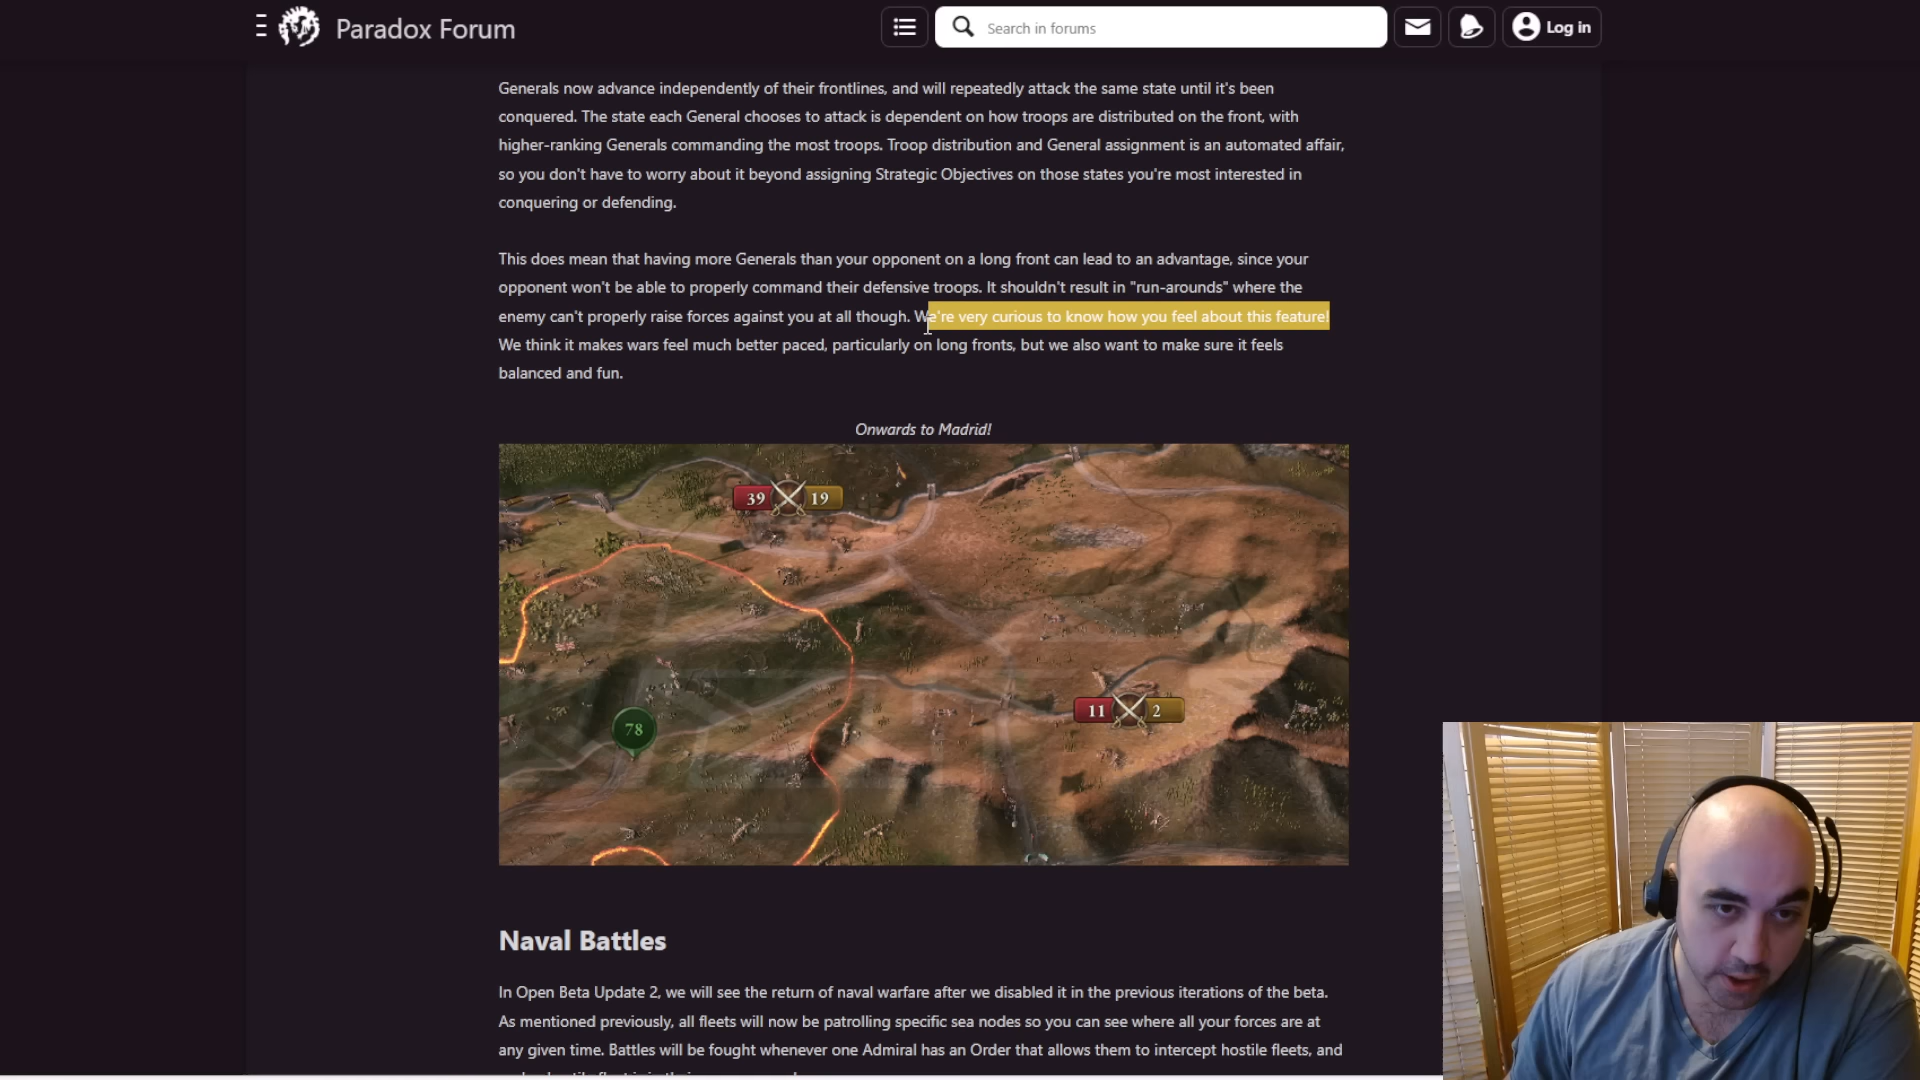 Paradox Forum
Search in forums
Log in
Generals now advance independently of their frontlines, and will repeatedly attack the same state until it's been
conquered. The state each General chooses to attack is dependent on how troops are distributed on the front, with
higher-ranking Generals commanding the most troops. Troop distribution and General assignment is an automated affair,
so you don't have to worry about it beyond assigning Strategic Objectives on those states you're most interested in
conquering or defending.
This does mean that having more Generals than your opponent on a long front can lead to an advantage, since your
opponent won't be able to properly command their defensive troops. It shouldn't result in "run-arounds" where the
enemy can't properly raise forces against you at all though. We're very curious to know how you feel about this feature!
We think it makes wars feel much better paced, particularly on long fronts, but we also want to make sure it feels
balanced and fun.
Onwards to Madrid!
39 19
11 2
78
Naval Battles
In Open Beta Update 2, we will see the return of naval warfare after we disabled it in the previous iterations of the beta.
As mentioned previously, all fleets will now be patrolling specific sea nodes so you can see where all your forces are at
any given time. Battles will be fought whenever one Admiral has an Order that allows them to intercept hostile fleets, and